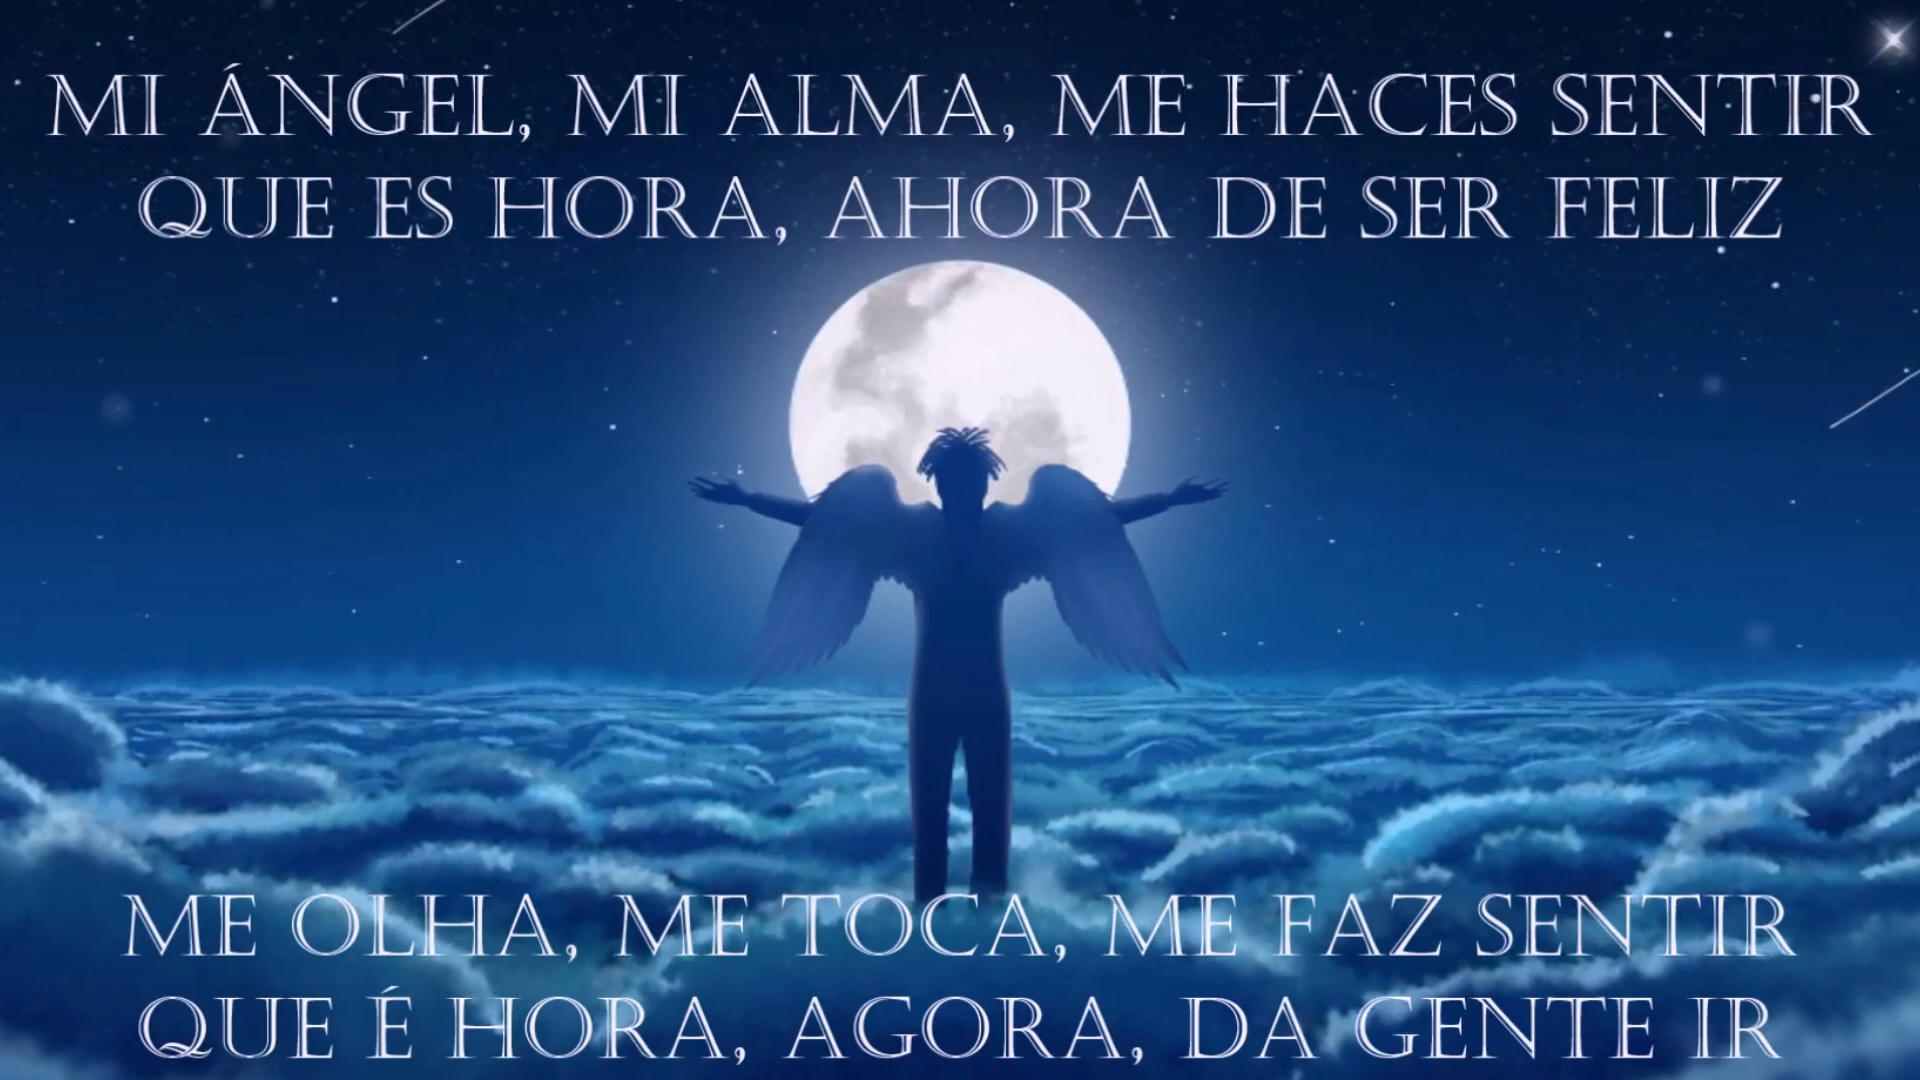 MI ÁNGEL, MI ALMA, ME HACES SENTIR
QUE ES HORA, AHORA DE SER FELIZ
ME OLHA, ME TOCA, ME FAZ SENTIR
QUE É HORA, AGORA, DA GENTE IR